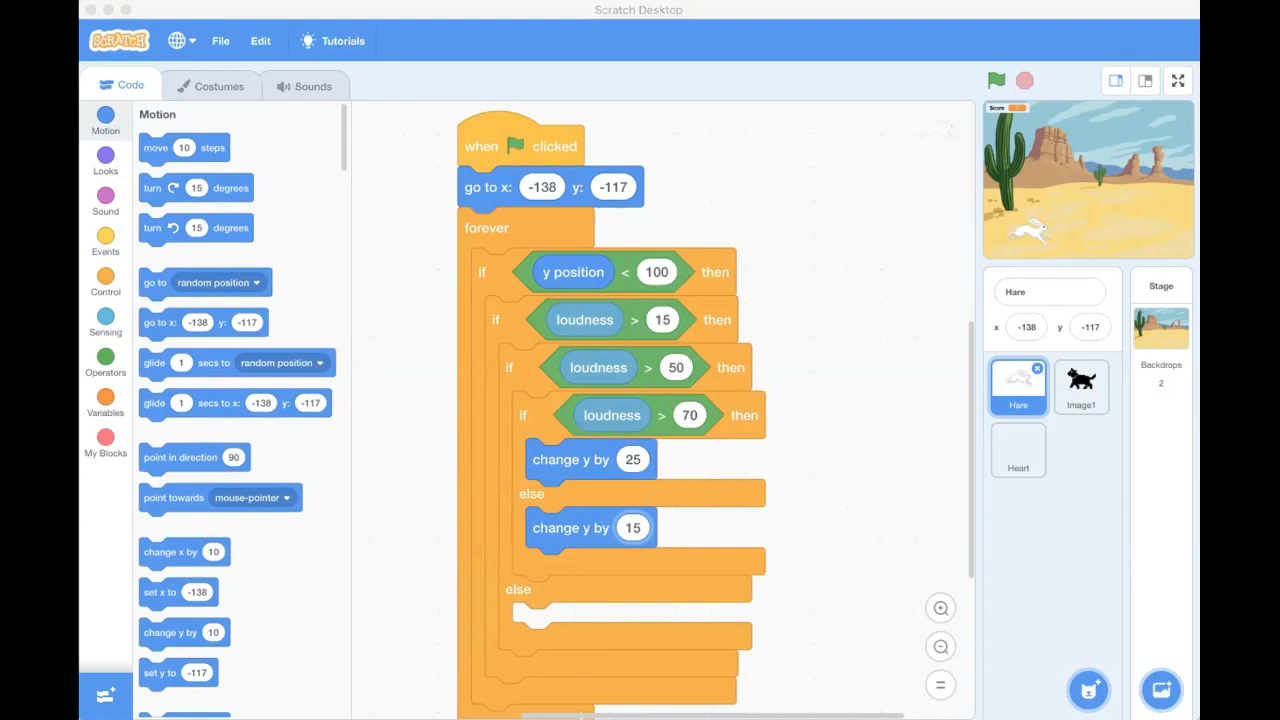 Scratch Desktop
SCRATCH File Edit Tutorials
Code Costumes Sounds
Motion
Looks
Sound
Events
Control
Sensing
Operators
Variables
My Blocks
Motion
move 10 steps
turn 15 degrees
turn 15 degrees
go to random position
go to x: -138 y: -117
glide 1 secs to random position
glide 1 secs to x: -138 y: -117
point in direction 90
point towards mouse-pointer
change x by 10
set x to -138
change y by 10
set y to -117
when clicked
go to x: -138 y: -117
forever
if y position < 100 then
if loudness > 15 then
if loudness > 50 then
if loudness > 70 then
change y by 25
else
change y by 15
else
Score
Hare
x -138 y -117
Hare
Image1
Heart
Stage
Backdrops
2